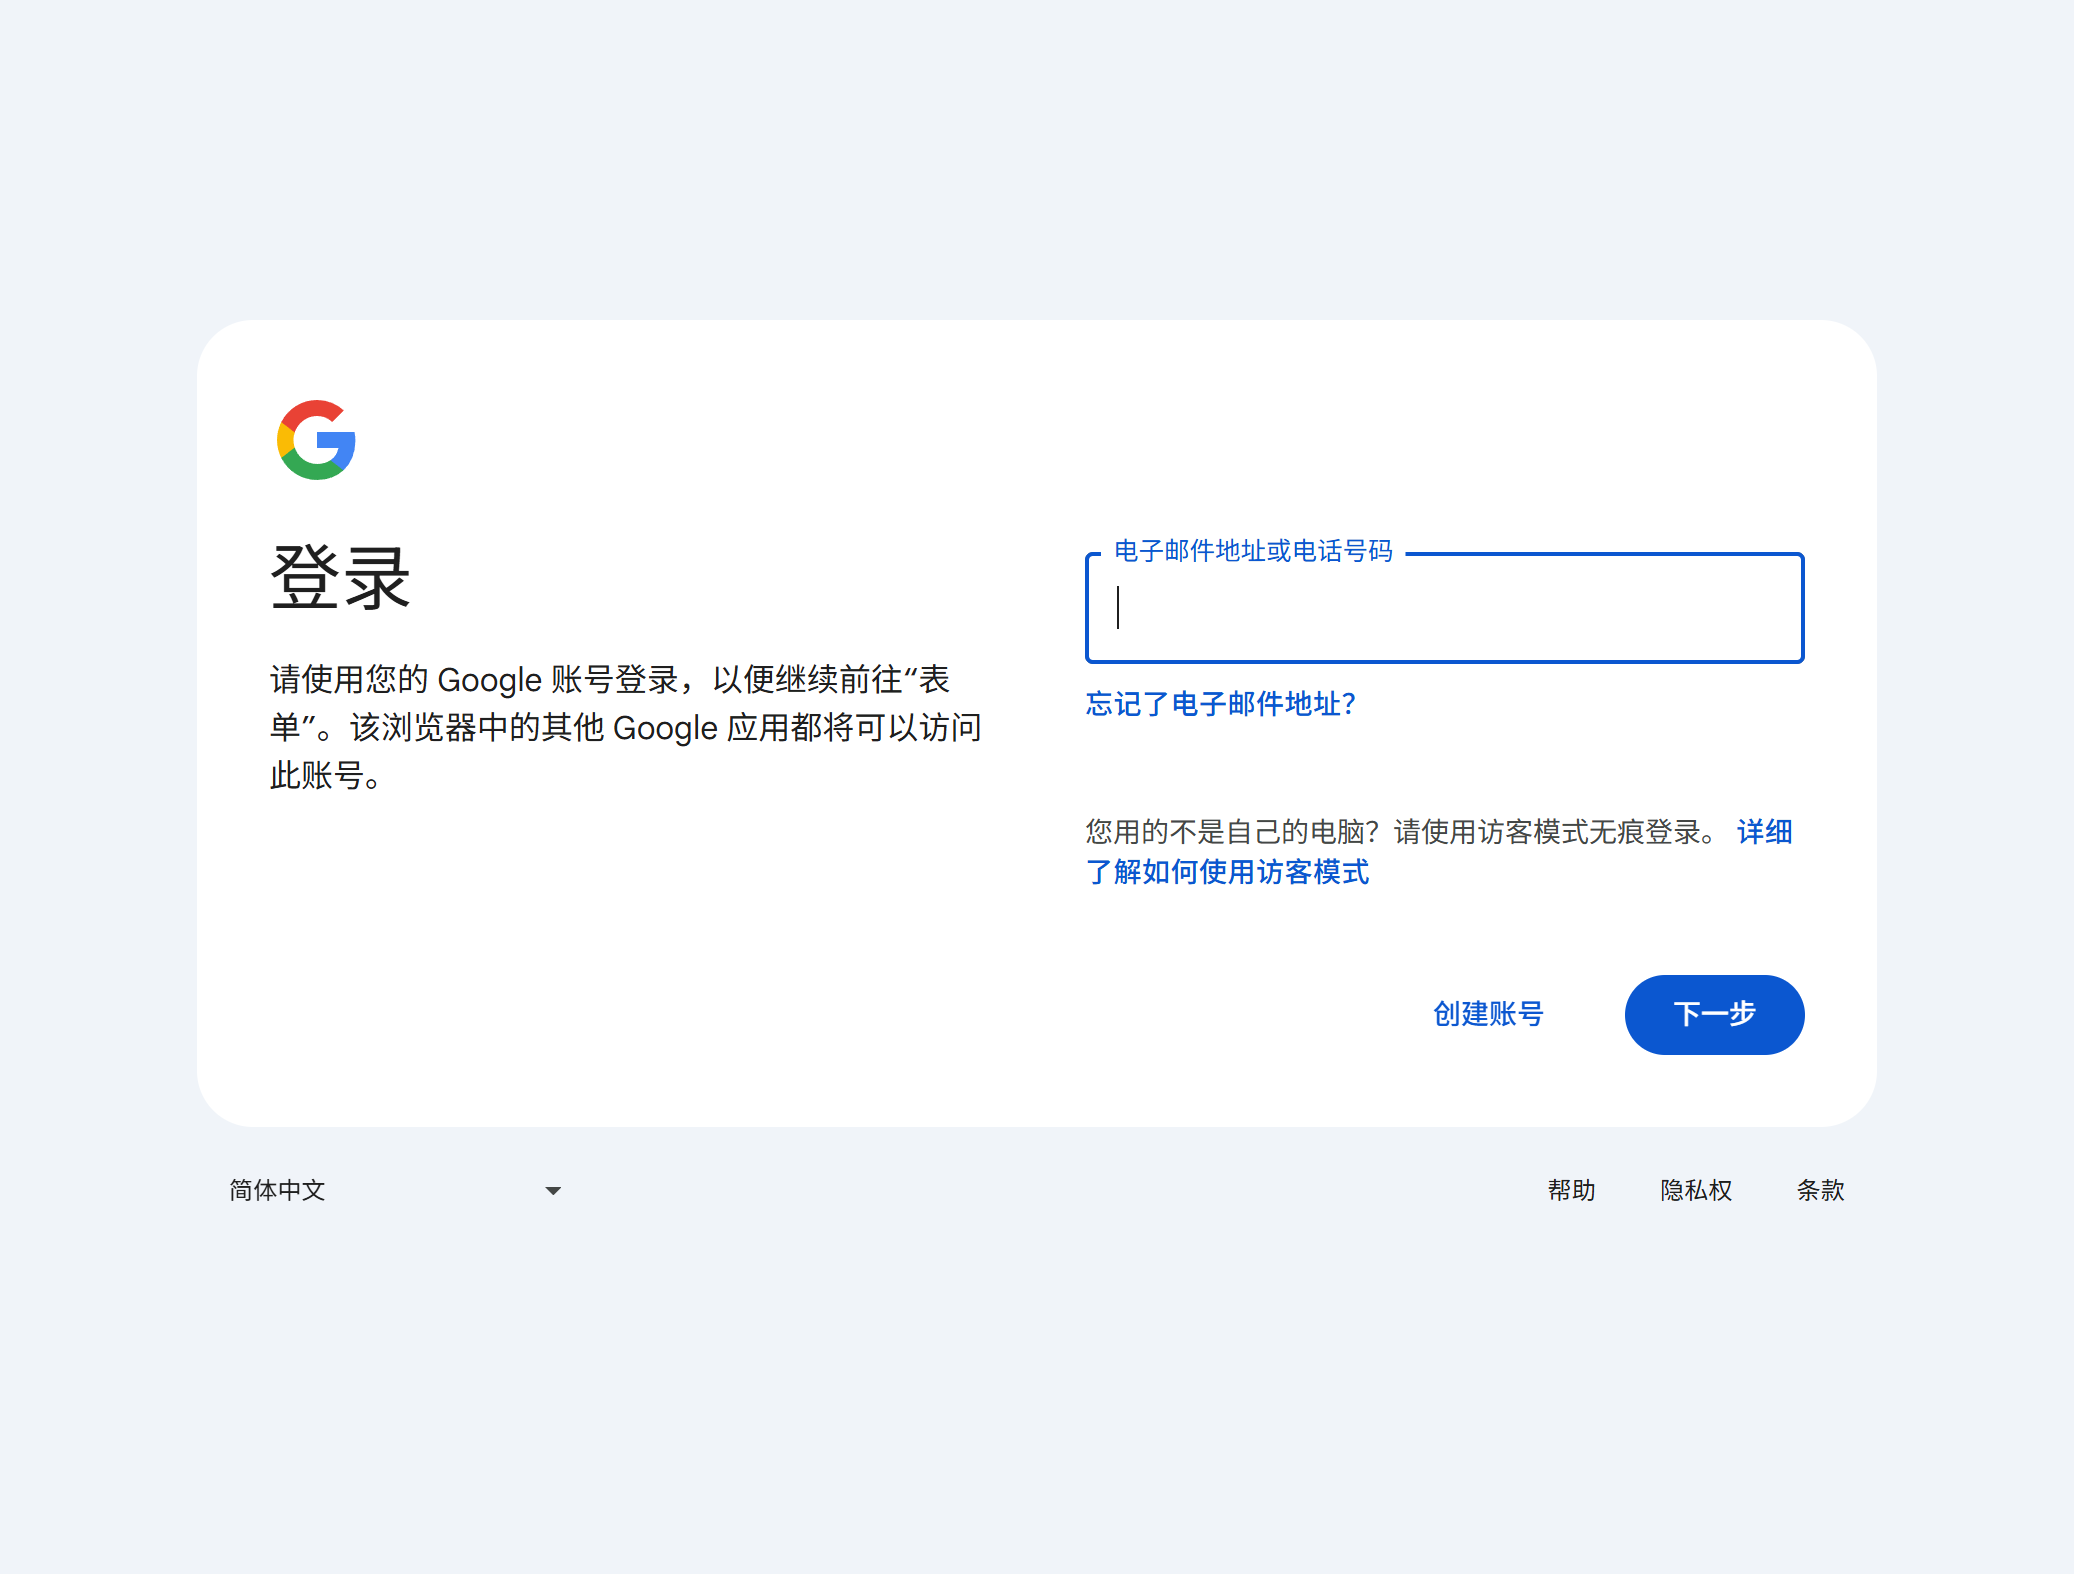 登录
请使用您的 Google 账号登录，以便继续前往“表
单”。该浏览器中的其他 Google 应用都将可以访问
此账号。
电子邮件地址或电话号码
忘记了电子邮件地址？
您用的不是自己的电脑？请使用访客模式无痕登录。 详细
了解如何使用访客模式
创建账号
下一步
简体中文
帮助
隐私权
条款